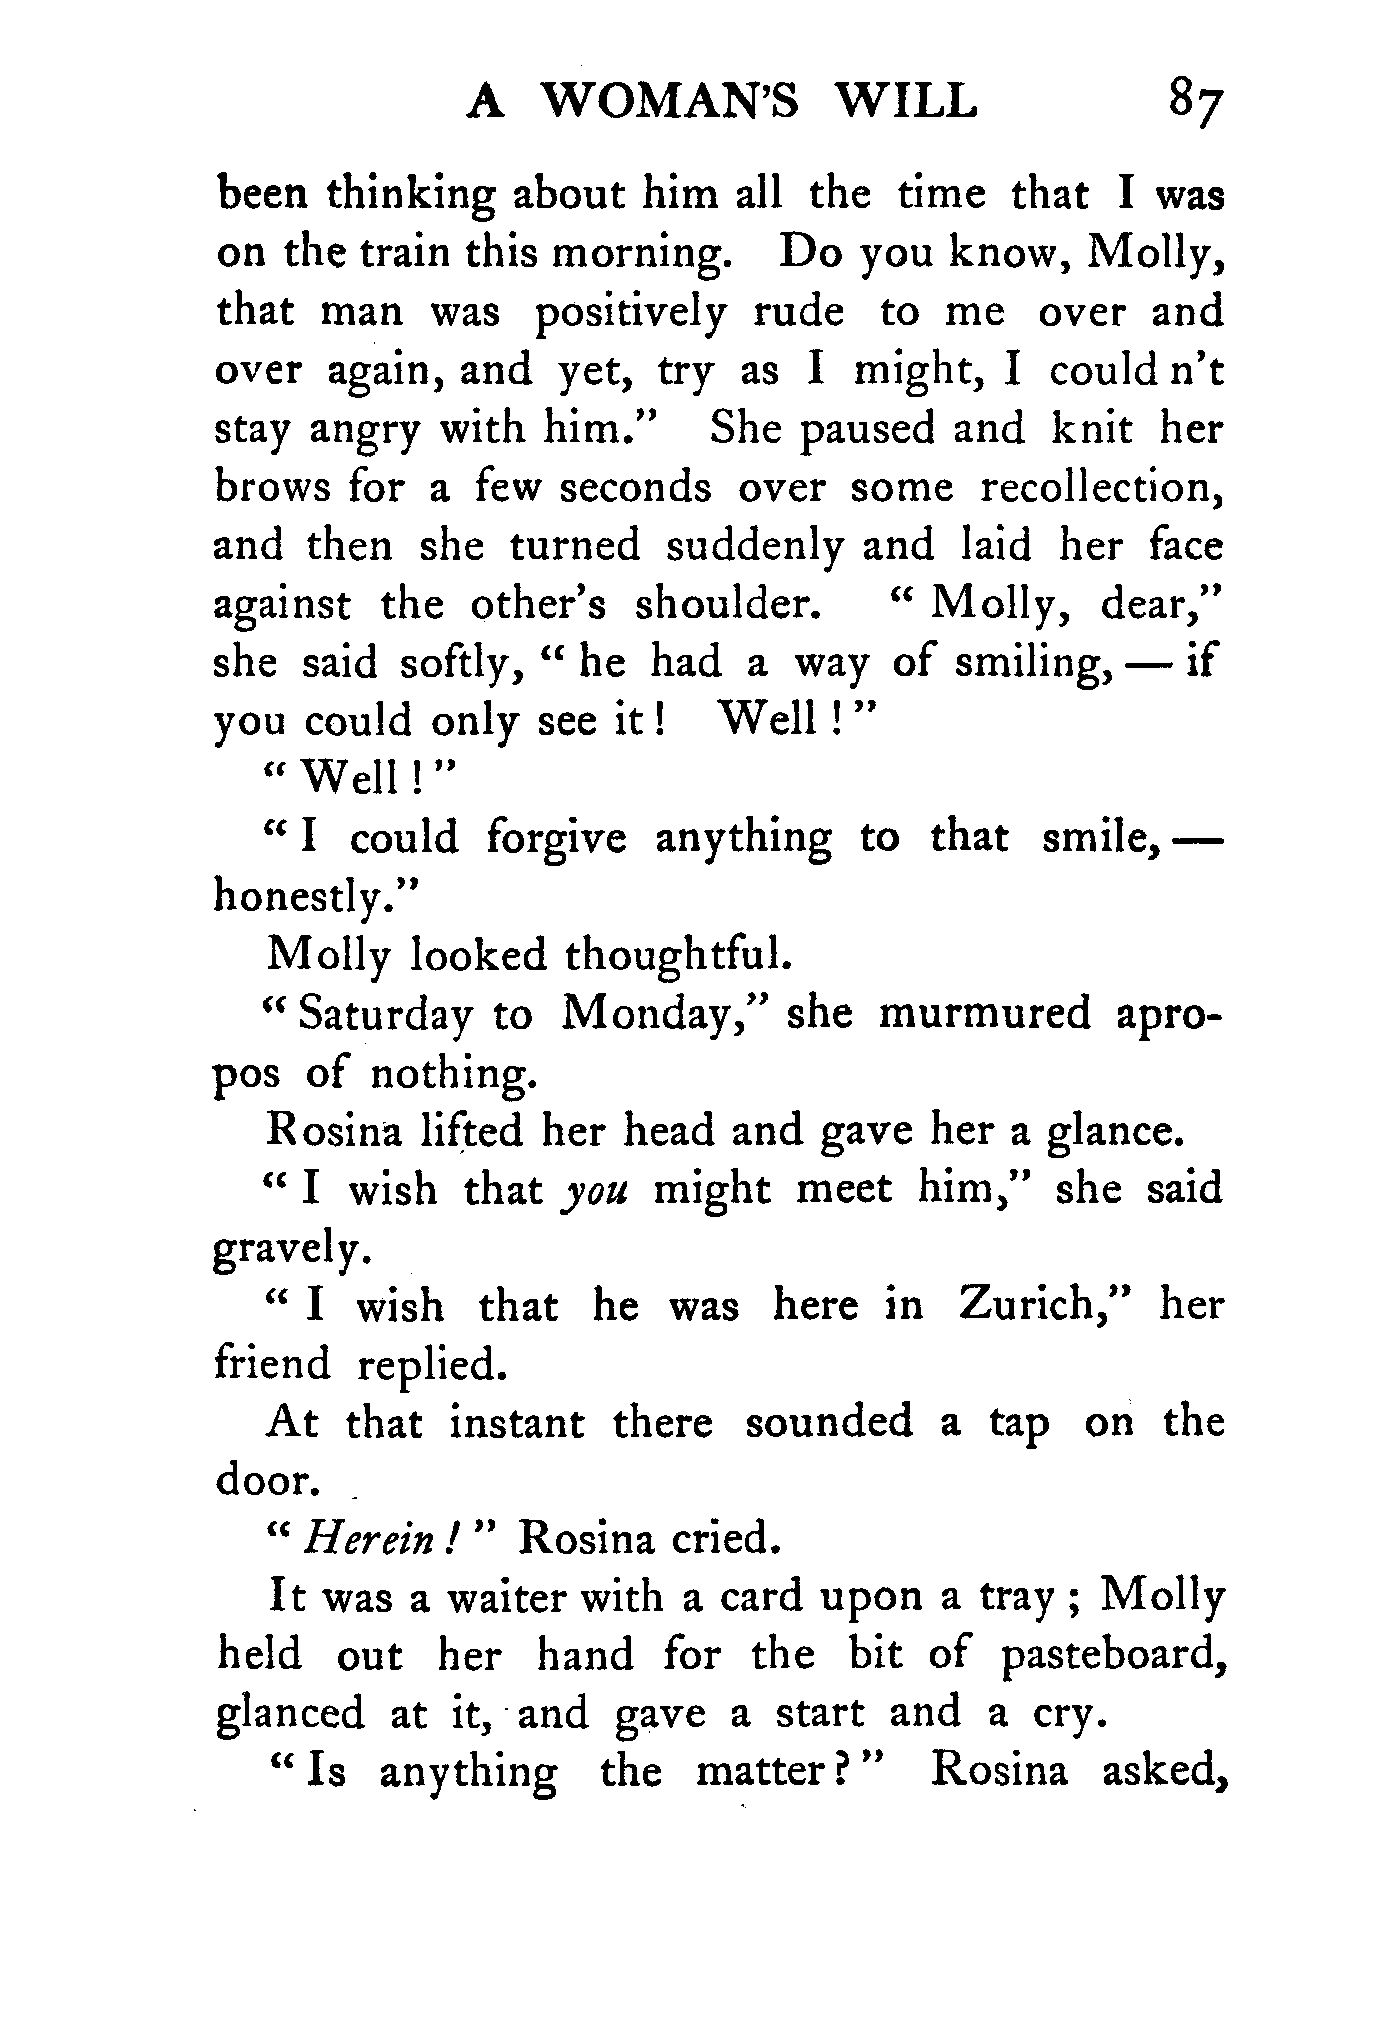 A WOMAN'S WILL 87
been thinking about him all the time that I was
on the train this morning. Do you know, Molly,
that man was positively rude to me over and
over again, and yet, try as I might, I could n't
stay angry with him." She paused and knit her
brows for a few seconds over some recollection,
and then she turned suddenly and laid her face
against the other's shoulder. "Molly, dear,"
she said softly, "he had a way of smiling, — if
you could only see it! Well!"
"Well!"
"I could forgive anything to that smile, —
honestly."
Molly looked thoughtful.
"Saturday to Monday," she murmured apro-
pos of nothing.
Rosina lifted her head and gave her a glance.
"I wish that you might meet him," she said
gravely.
"I wish that he was here in Zurich," her
friend replied.
At that instant there sounded a tap on the
door.
"Herein!" Rosina cried.
It was a waiter with a card upon a tray; Molly
held out her hand for the bit of pasteboard,
glanced at it, and gave a start and a cry.
"Is anything the matter?" Rosina asked,